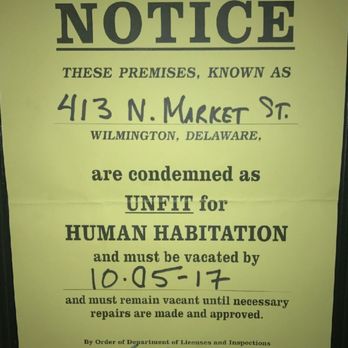 NOTICE
THESE PREMISES, KNOWN AS
413 N. MARKET ST.
WILMINGTON, DELAWARE,
are condemned as
UNFIT for
HUMAN HABITATION
and must be vacated by
10-05-17
and must remain vacant until necessary
repairs are made and approved.
By Order of Department of Licenses and Inspections